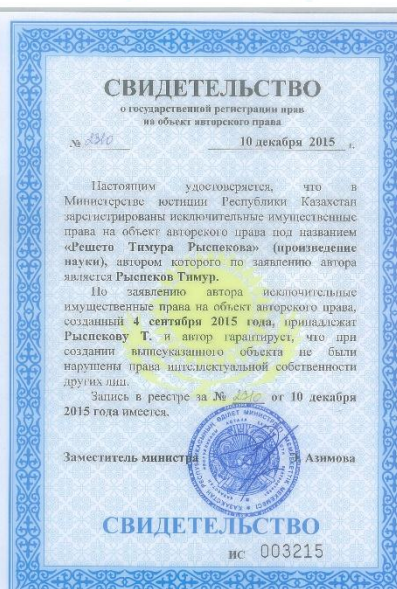 СВИДЕТЕЛЬСТВО
о государственной регистрации прав
на объект авторского права
№ 2310 10 декабря 2015 г.
Настоящим удостоверяется, что в
Министерстве юстиции Республики Казахстан
зарегистрированы исключительные имущественные
права на объект авторского права под названием
«Решето Тимура Рыспекова» (произведение
науки), автором которого по заявлению автора
является Рыспеков Тимур.
По заявлению автора исключительные
имущественные права на объект авторского права,
созданный 4 сентября 2015 года, принадлежат
Рыспекову Т. и автор гарантирует, что при
создании вышеуказанного объекта не были
нарушены права интеллектуальной собственности
других лиц.
Запись в реестре за № 2310 от 10 декабря
2015 года имеется.
Заместитель министра Азимова
СВИДЕТЕЛЬСТВО
ИС 003215